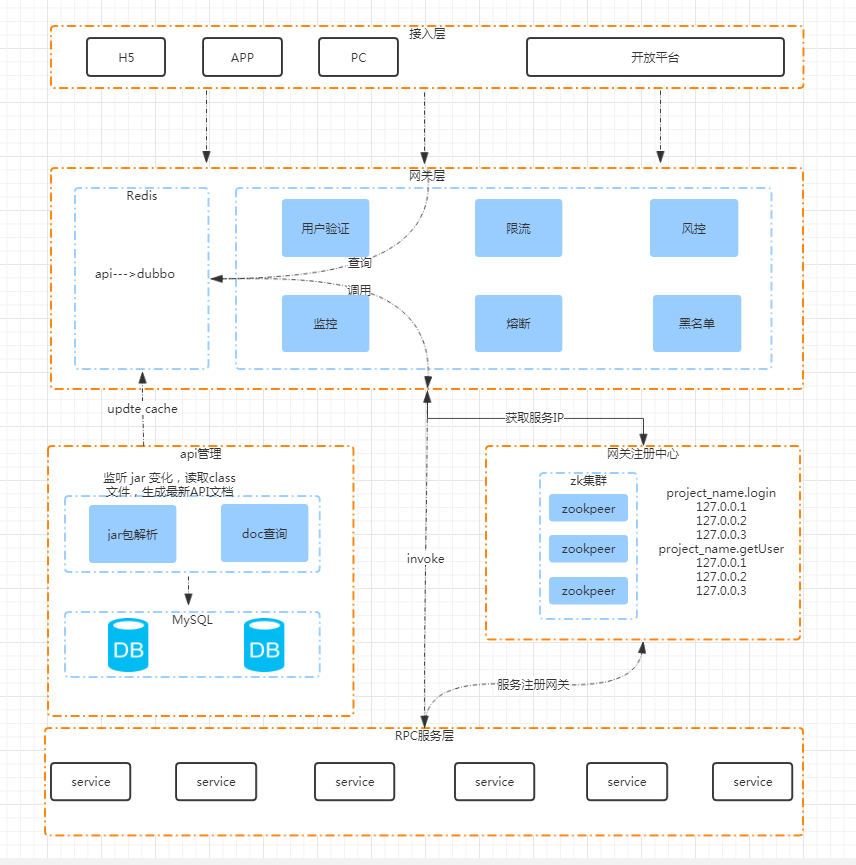 接入层
H5
APP
PC
开放平台
网关层
Redis
api--->dubbo
用户验证
限流
风控
查询
调用
监控
熔断
黑名单
updte cache
获取服务IP
api管理
监听 jar 变化，读取class
文件，生成最新API文档
jar包解析
doc查询
MySQL
DB
DB
invoke
网关注册中心
zk集群
zookpeer
zookpeer
zookpeer
project_name.login
127.0.0.1
127.0.0.2
127.0.0.3
project_name.getUser
127.0.0.1
127.0.0.2
127.0.0.3
服务注册网关
RPC服务层
service
service
service
service
service
service